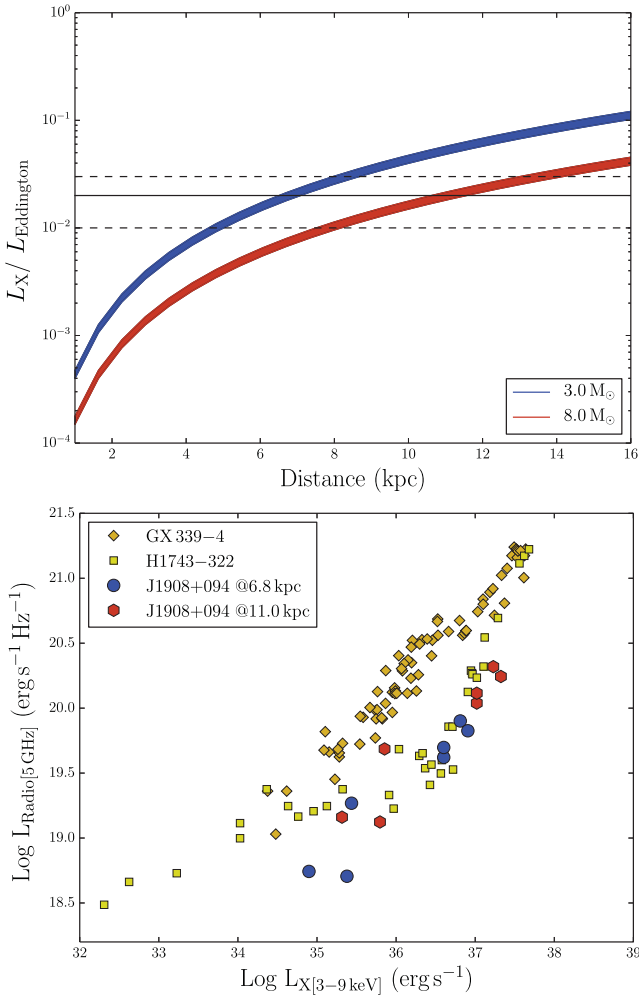 10⁰
10⁻¹
10⁻²
10⁻³
10⁻⁴
L_X / L_Eddington
3.0 M⊙
8.0 M⊙
2 4 6 8 10 12 14 16
Distance (kpc)
21.5
21.0
20.5
20.0
19.5
19.0
18.5
Log L_Radio[5 GHz] (erg s⁻¹ Hz⁻¹)
GX 339−4
H1743−322
J1908+094 @6.8 kpc
J1908+094 @11.0 kpc
32 33 34 35 36 37 38 39
Log L_X[3−9 keV] (erg s⁻¹)